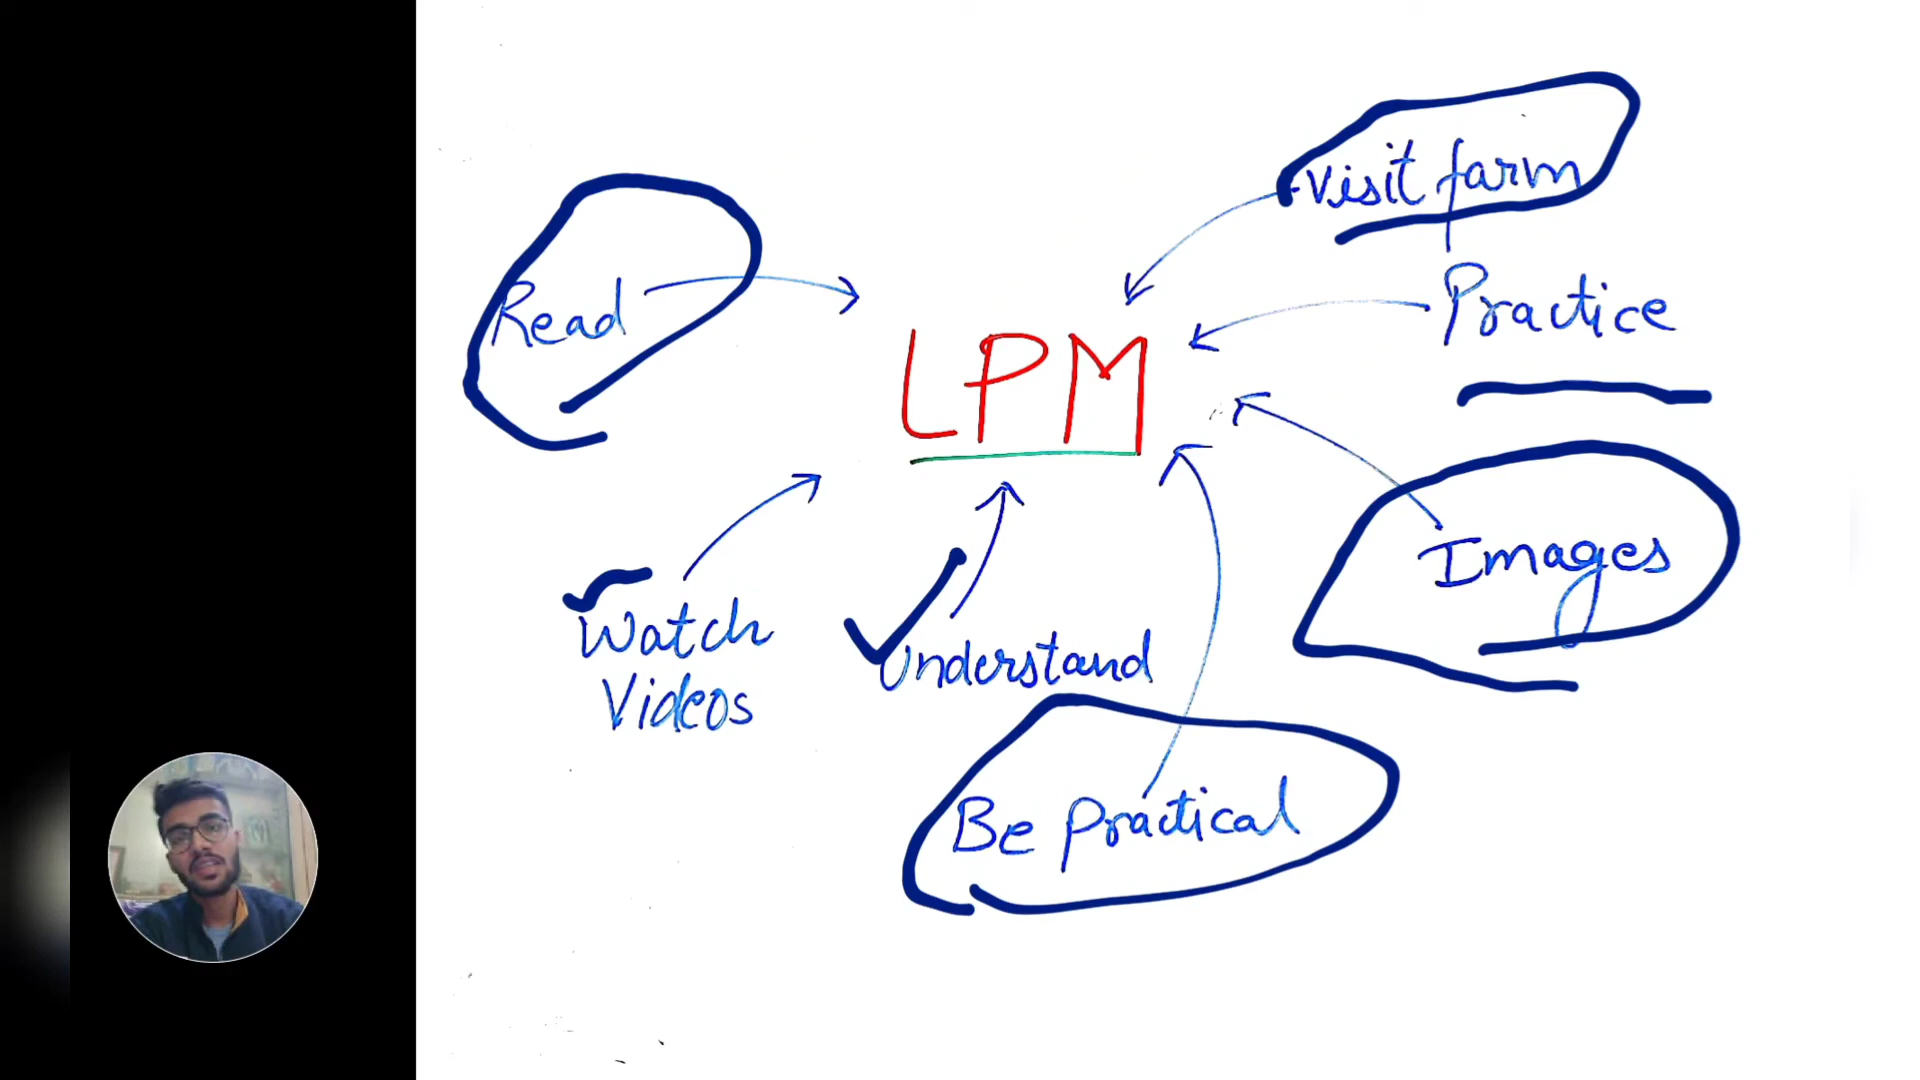 Visit farm
Read
Practice
LPM
Images
Watch
Videos
Understand
Be Practical